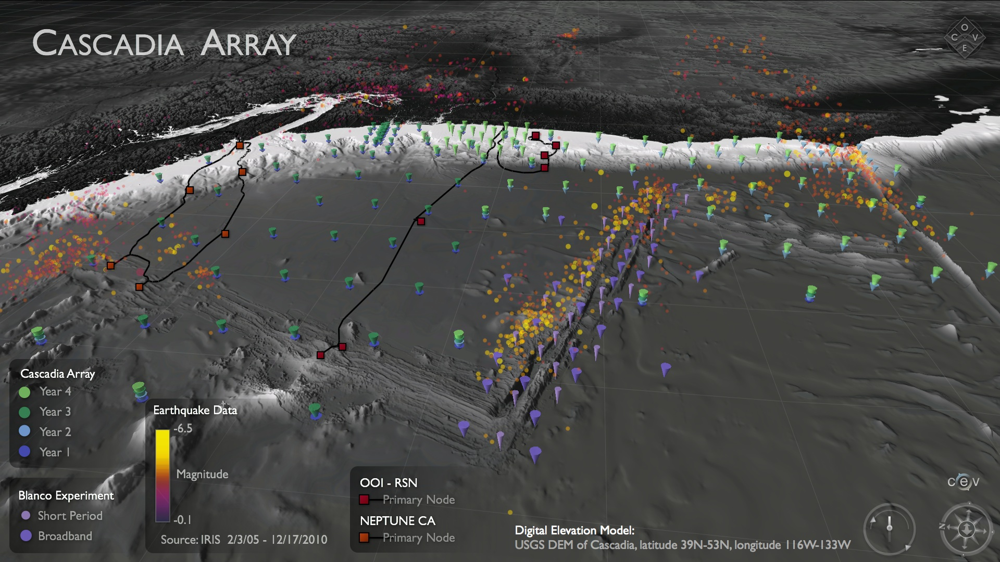 CASCADIA ARRAY
O
C V
E
Cascadia Array
Year 4
Year 3
Year 2
Year 1
Blanco Experiment
Short Period
Broadband
Earthquake Data
-6.5
Magnitude
-0.1
Source: IRIS 2/3/05 - 12/17/2010
OOI - RSN
Primary Node
NEPTUNE CA
Primary Node
Digital Elevation Model:
USGS DEM of Cascadia, latitude 39N-53N, longitude 116W-133W
cev
N